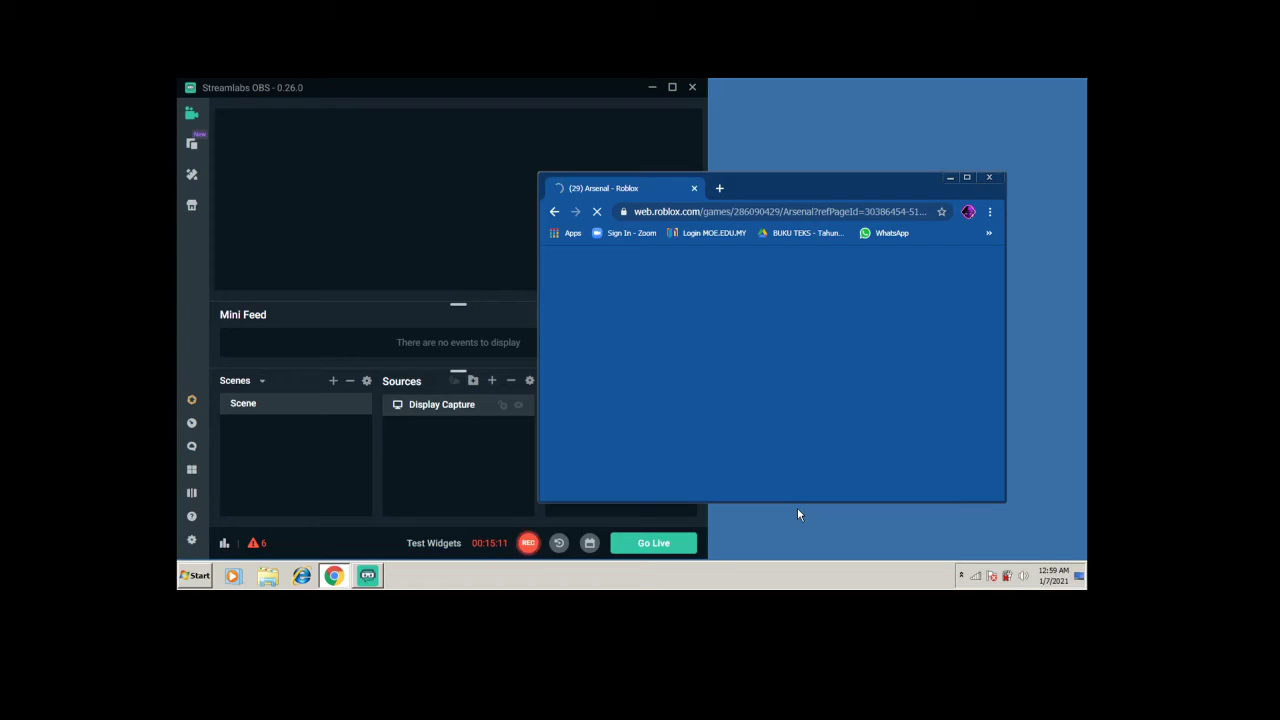 Streamlabs OBS - 0.26.0
New
(29) Arsenal - Roblox
web.roblox.com/games/286090429/Arsenal?refPageId=30386454-51...
Apps
Sign In - Zoom
Login MOE.EDU.MY
BUKU TEKS - Tahun...
WhatsApp
»
Mini Feed
There are no events to display
Scenes
Sources
Scene
Display Capture
6
Test Widgets
00:15:11
REC
Go Live
Start
12:59 AM
1/7/2021